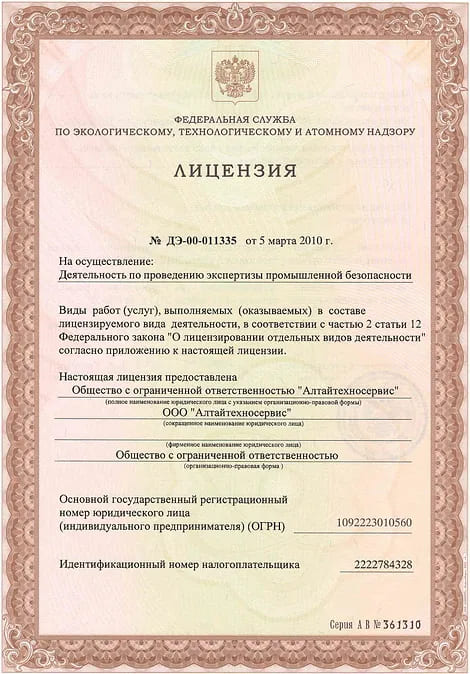 ФЕДЕРАЛЬНАЯ СЛУЖБА
ПО ЭКОЛОГИЧЕСКОМУ, ТЕХНОЛОГИЧЕСКОМУ И АТОМНОМУ НАДЗОРУ
ЛИЦЕНЗИЯ
№ ДЭ-00-011335 от 5 марта 2010 г.
На осуществление:
Деятельность по проведению экспертизы промышленной безопасности
Виды работ (услуг), выполняемых (оказываемых) в составе
лицензируемого вида деятельности, в соответствии с частью 2 статьи 12
Федерального закона "О лицензировании отдельных видов деятельности"
согласно приложению к настоящей лицензии.
Настоящая лицензия предоставлена
Общество с ограниченной ответственностью "Алтайтехносервис"
(полное наименование юридического лица с указанием организационно-правовой формы)
ООО "Алтайтехносервис"
(сокращенное наименование юридического лица)
(фирменное наименование юридического лица)
Общество с ограниченной ответственностью
(организационно-правовая форма )
Основной государственный регистрационный
номер юридического лица
(индивидуального предпринимателя) (ОГРН) 1092223010560
Идентификационный номер налогоплательщика 2222784328
Серия А В № 361310